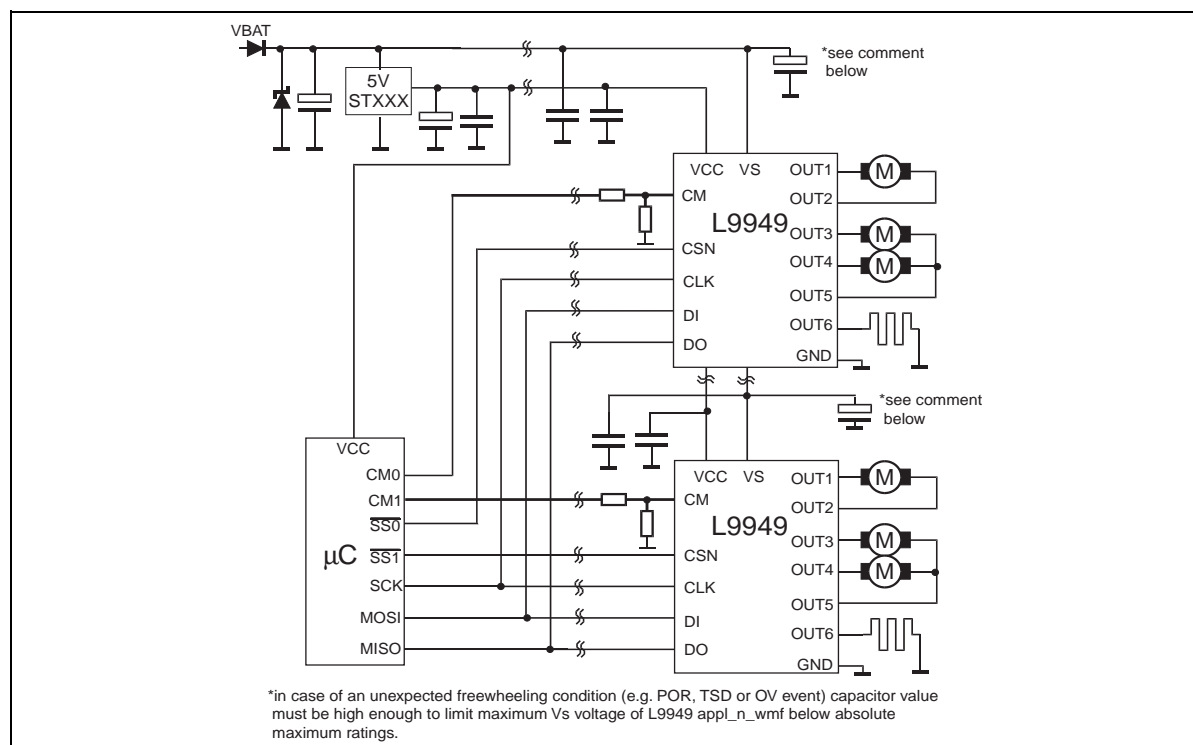 VBAT
*see comment
below
5V
STXXX
VCC VS OUT1 M
CM OUT2
L9949 OUT3 M
CSN OUT4 M
CLK OUT5
DI OUT6
DO GND
*see comment
below
VCC
CM0
CM1
SS0
μC SS1
SCK
MOSI
MISO
VCC VS OUT1 M
CM OUT2
L9949 OUT3 M
CSN OUT4 M
CLK OUT5
DI OUT6
DO GND
*in case of an unexpected freewheeling condition (e.g. POR, TSD or OV event) capacitor value
must be high enough to limit maximum Vs voltage of L9949 appl_n_wmf below absolute
maximum ratings.